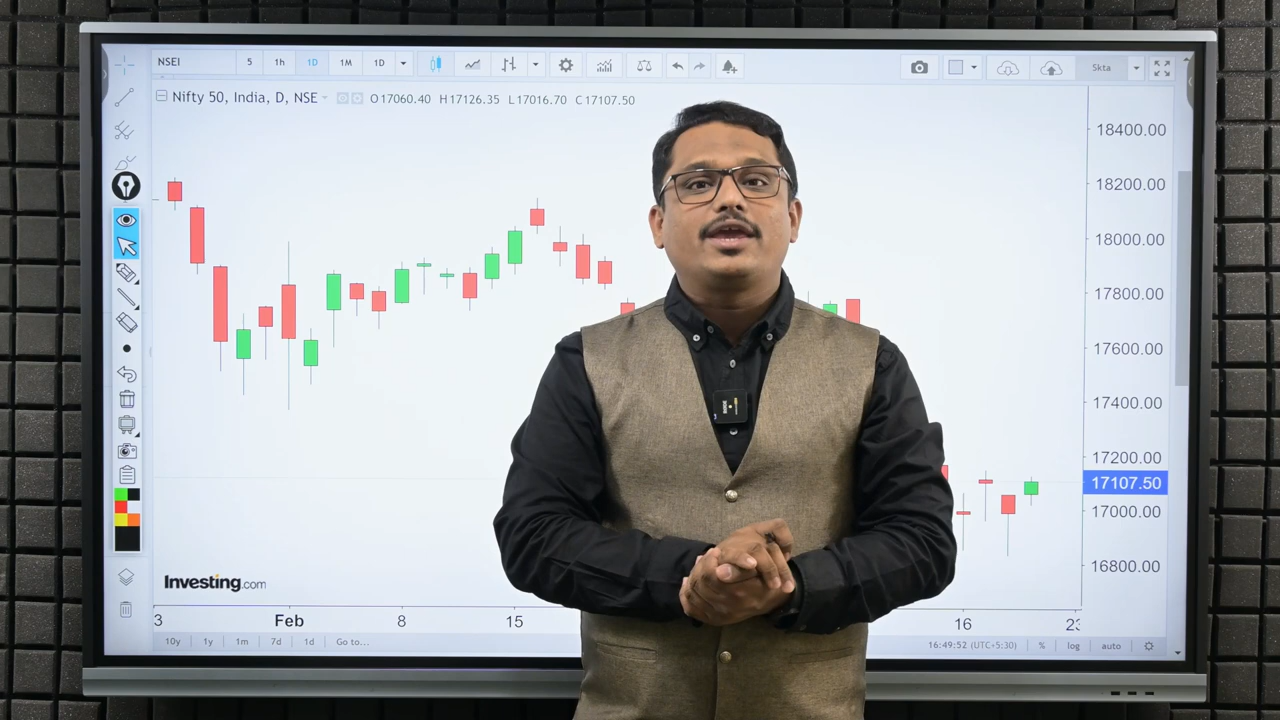 NSEI 5 1h 1D 1M 1D 5kta
Nifty 50, India, D, NSE O17060.40 H17126.35 L17016.70 C17107.50
18400.00
18200.00
18000.00
17800.00
17600.00
17400.00
17200.00
17107.50
17000.00
16800.00
RODE
Investing.com
3 Feb 8 15 16 23
10y 1y 1m 7d 1d Go to... 16:49:52 (UTC+5:30) % log auto